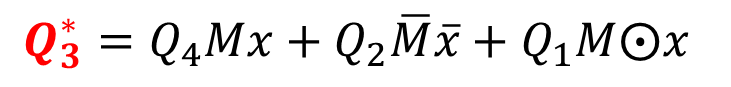 Q₃* = Q₄Mx + Q₂M̅x̅ + Q₁M⨀x